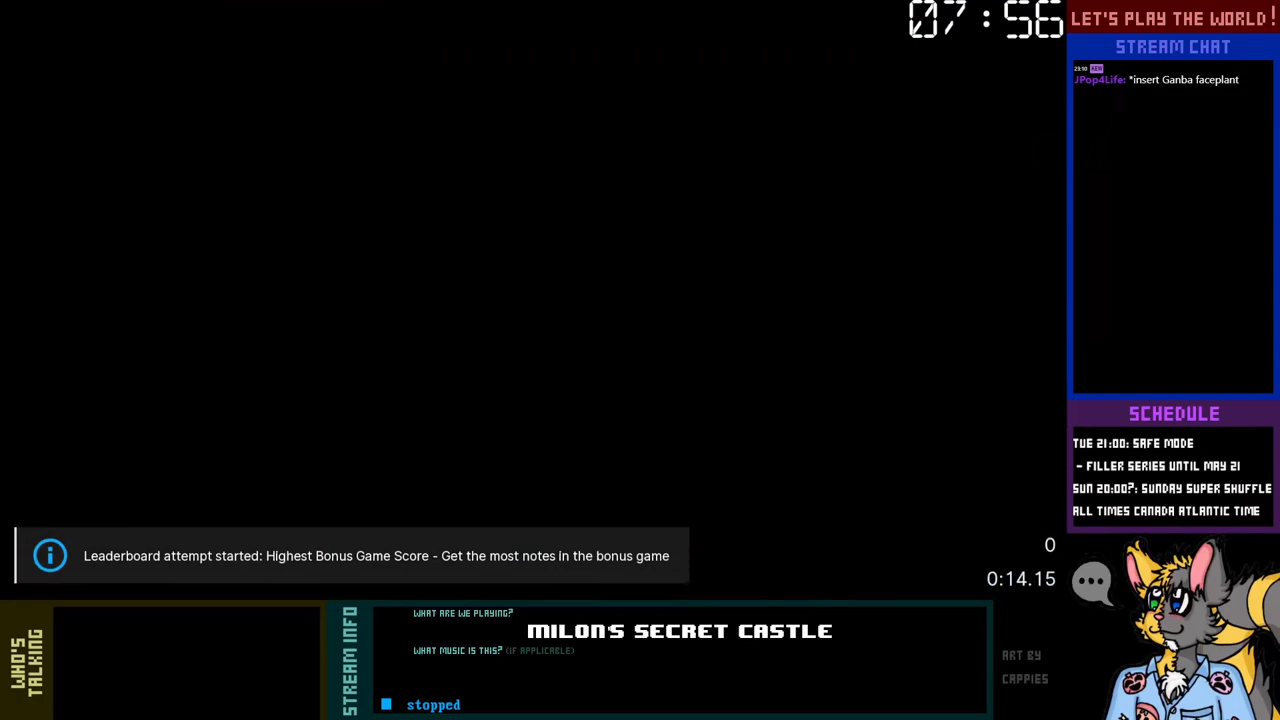 07:56
LET'S PLAY THE WORLD!
STREAM CHAT
23:10 NEW
JPop4Life: *insert Ganba faceplant
SCHEDULE
TUE 21:00: SAFE MODE
- FILLER SERIES UNTIL MAY 21
SUN 20:00?: SUNDAY SUPER SHUFFLE
ALL TIMES CANADA ATLANTIC TIME
Leaderboard attempt started: Highest Bonus Game Score - Get the most notes in the bonus game
0
0:14.15
WHO'S TALKING
STREAM INFO
WHAT ARE WE PLAYING?
MILON'S SECRET CASTLE
WHAT MUSIC IS THIS? (IF APPLICABLE)
stopped
ART BY
CAPPIES